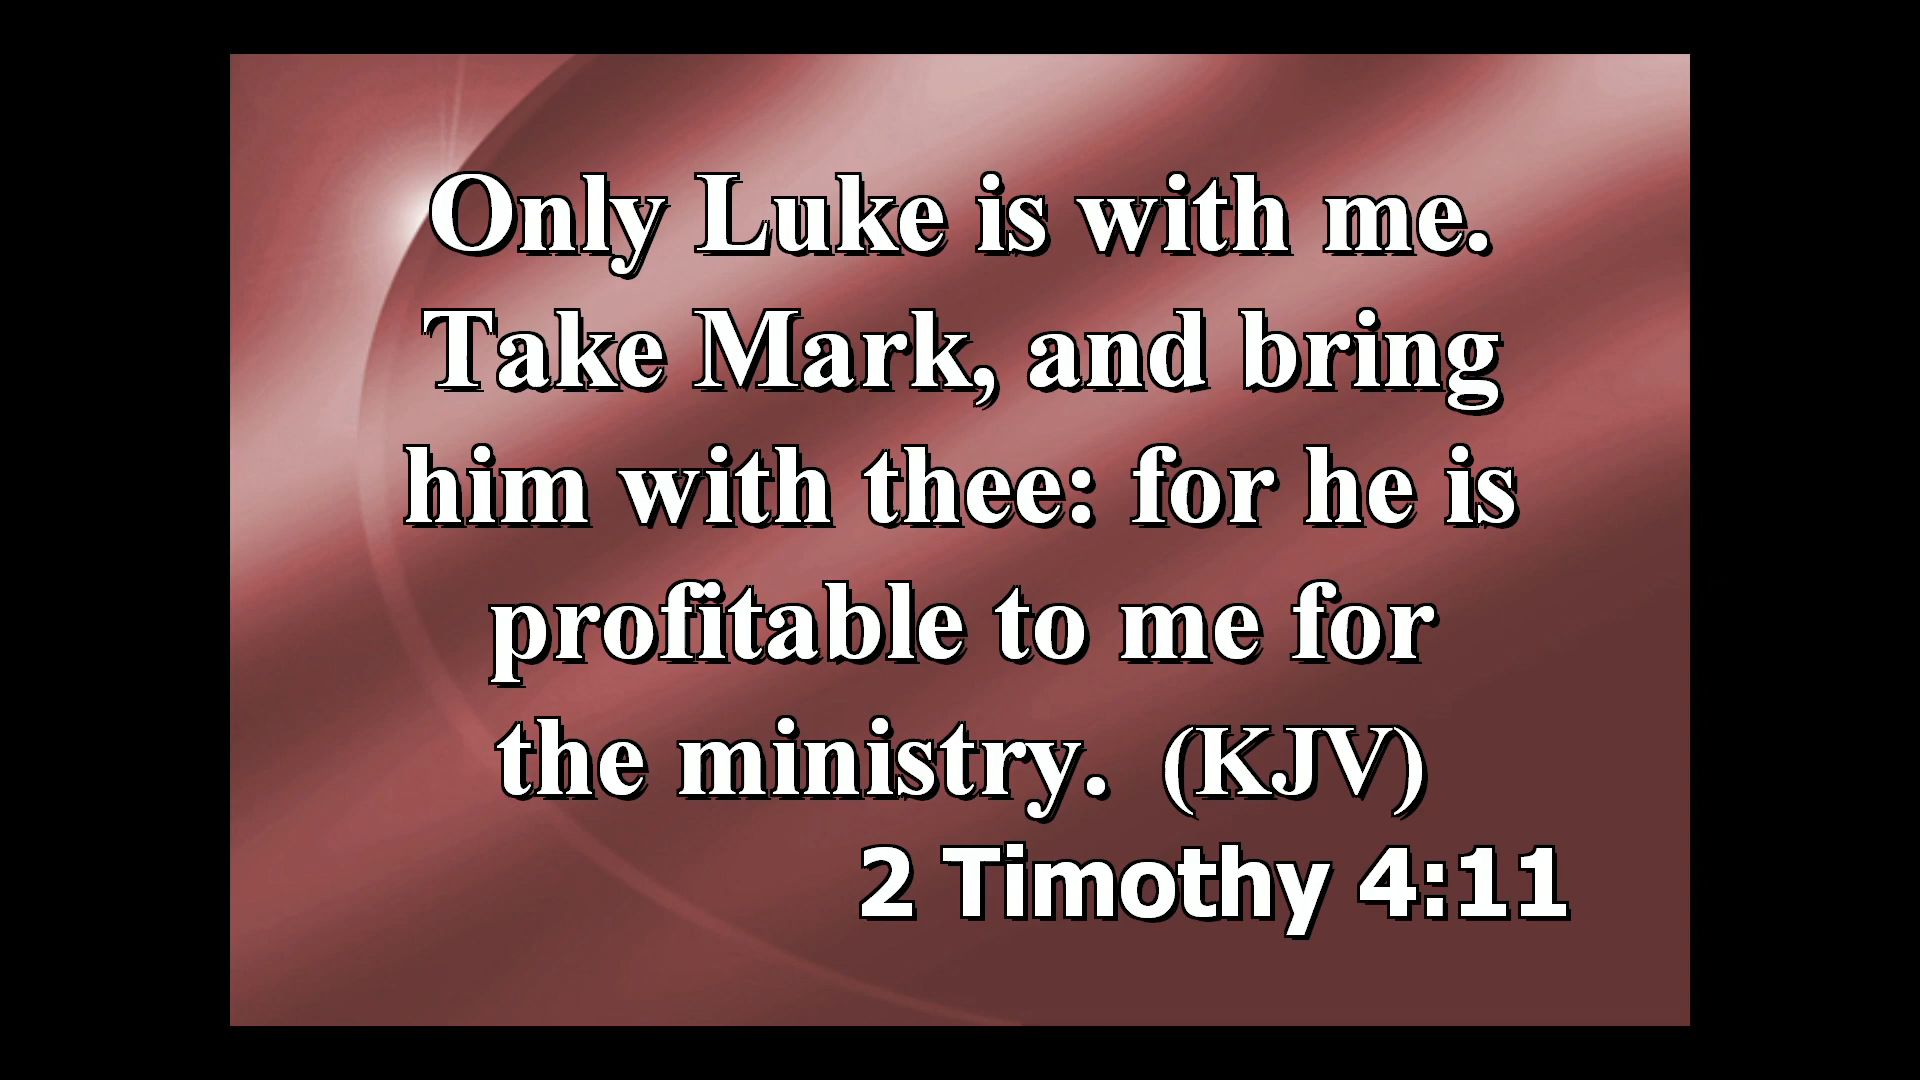 Only Luke is with me.
Take Mark, and bring
him with thee: for he is
profitable to me for
the ministry. (KJV)
2 Timothy 4:11